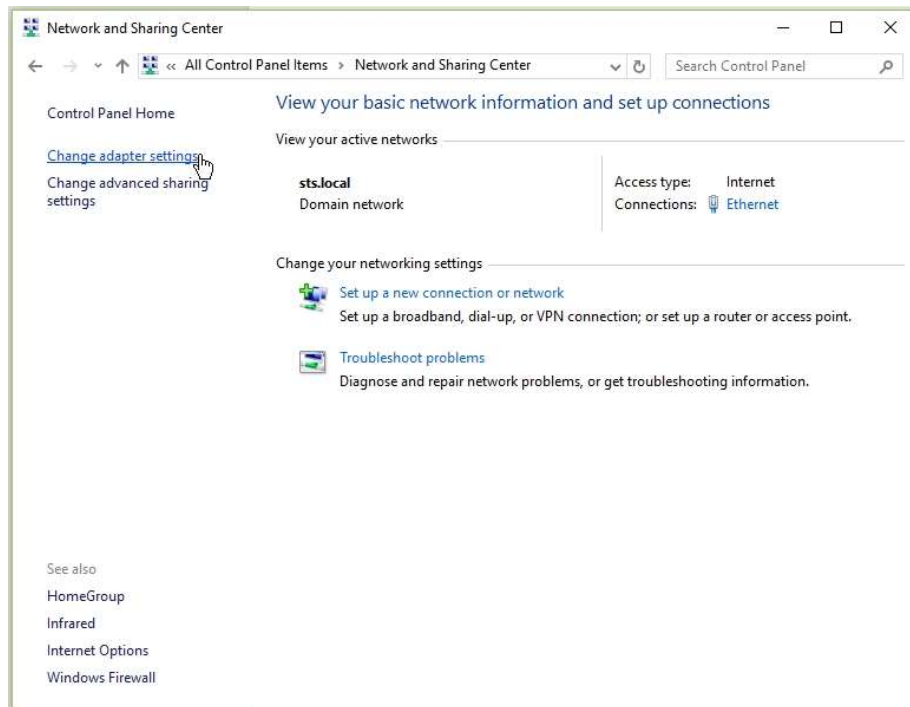 Network and Sharing Center
« All Control Panel Items › Network and Sharing Center
Search Control Panel
Control Panel Home
Change adapter settings
Change advanced sharing
settings
View your basic network information and set up connections
View your active networks
sts.local
Domain network
Access type: Internet
Connections: Ethernet
Change your networking settings
Set up a new connection or network
Set up a broadband, dial-up, or VPN connection; or set up a router or access point.
Troubleshoot problems
Diagnose and repair network problems, or get troubleshooting information.
See also
HomeGroup
Infrared
Internet Options
Windows Firewall